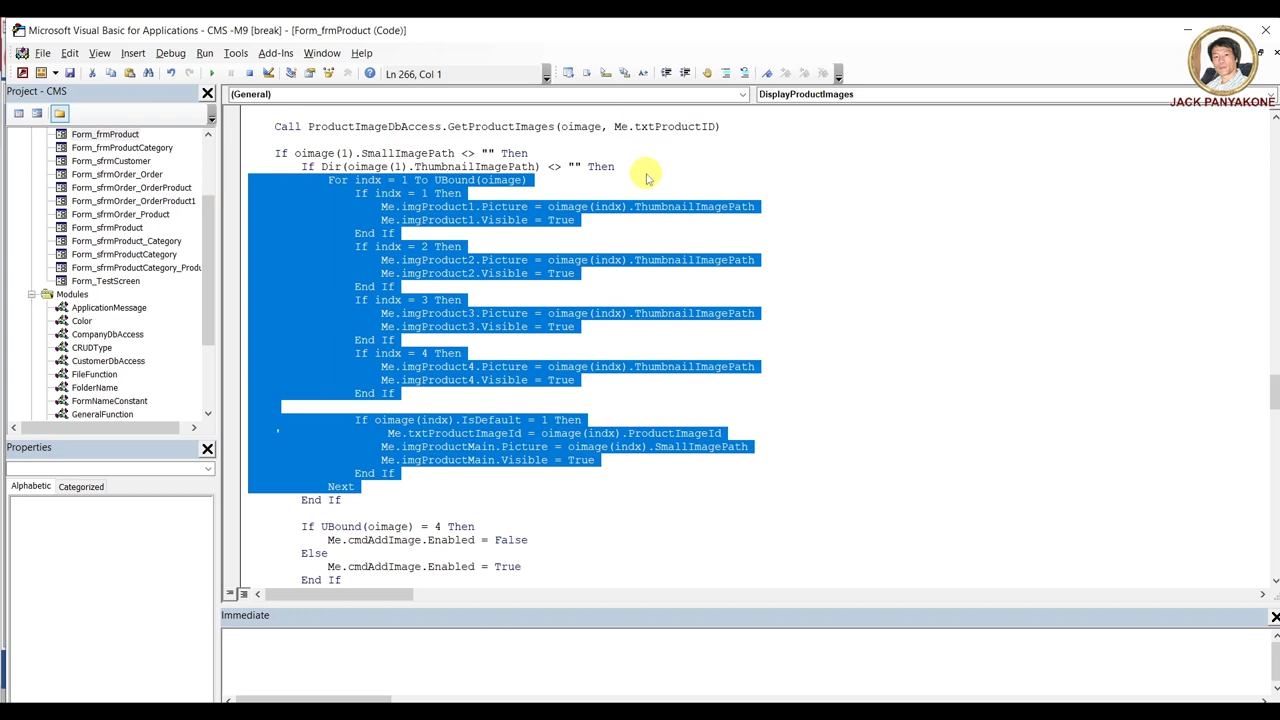 Microsoft Visual Basic for Applications - CMS -M9 [break] - [Form_frmProduct (Code)]
File Edit View Insert Debug Run Tools Add-Ins Window Help
Ln 266, Col 1
JACK PANYAKONE
Project - CMS
(General)
DisplayProductImages
Form_frmProduct
Form_frmProductCategory
Form_sfrmCustomer
Form_sfrmOrder_Order
Form_sfrmOrder_OrderProduct
Form_sfrmOrder_OrderProduct1
Form_sfrmOrder_Product
Form_sfrmProduct
Form_sfrmProduct_Category
Form_sfrmProductCategory
Form_sfrmProductCategory_Produ
Form_TestScreen
Modules
ApplicationMessage
Color
CompanyDbAccess
CRUDType
CustomerDbAccess
FileFunction
FolderName
FormNameConstant
GeneralFunction
Properties
Alphabetic Categorized
Call ProductImageDbAccess.GetProductImages(oimage, Me.txtProductID)
If oimage(1).SmallImagePath <> "" Then
If Dir(oimage(1).ThumbnailImagePath) <> "" Then
For indx = 1 To UBound(oimage)
If indx = 1 Then
Me.imgProduct1.Picture = oimage(indx).ThumbnailImagePath
Me.imgProduct1.Visible = True
End If
If indx = 2 Then
Me.imgProduct2.Picture = oimage(indx).ThumbnailImagePath
Me.imgProduct2.Visible = True
End If
If indx = 3 Then
Me.imgProduct3.Picture = oimage(indx).ThumbnailImagePath
Me.imgProduct3.Visible = True
End If
If indx = 4 Then
Me.imgProduct4.Picture = oimage(indx).ThumbnailImagePath
Me.imgProduct4.Visible = True
End If
If oimage(indx).IsDefault = 1 Then
' Me.txtProductImageId = oimage(indx).ProductImageId
Me.imgProductMain.Picture = oimage(indx).SmallImagePath
Me.imgProductMain.Visible = True
End If
Next
End If
If UBound(oimage) = 4 Then
Me.cmdAddImage.Enabled = False
Else
Me.cmdAddImage.Enabled = True
End If
Immediate